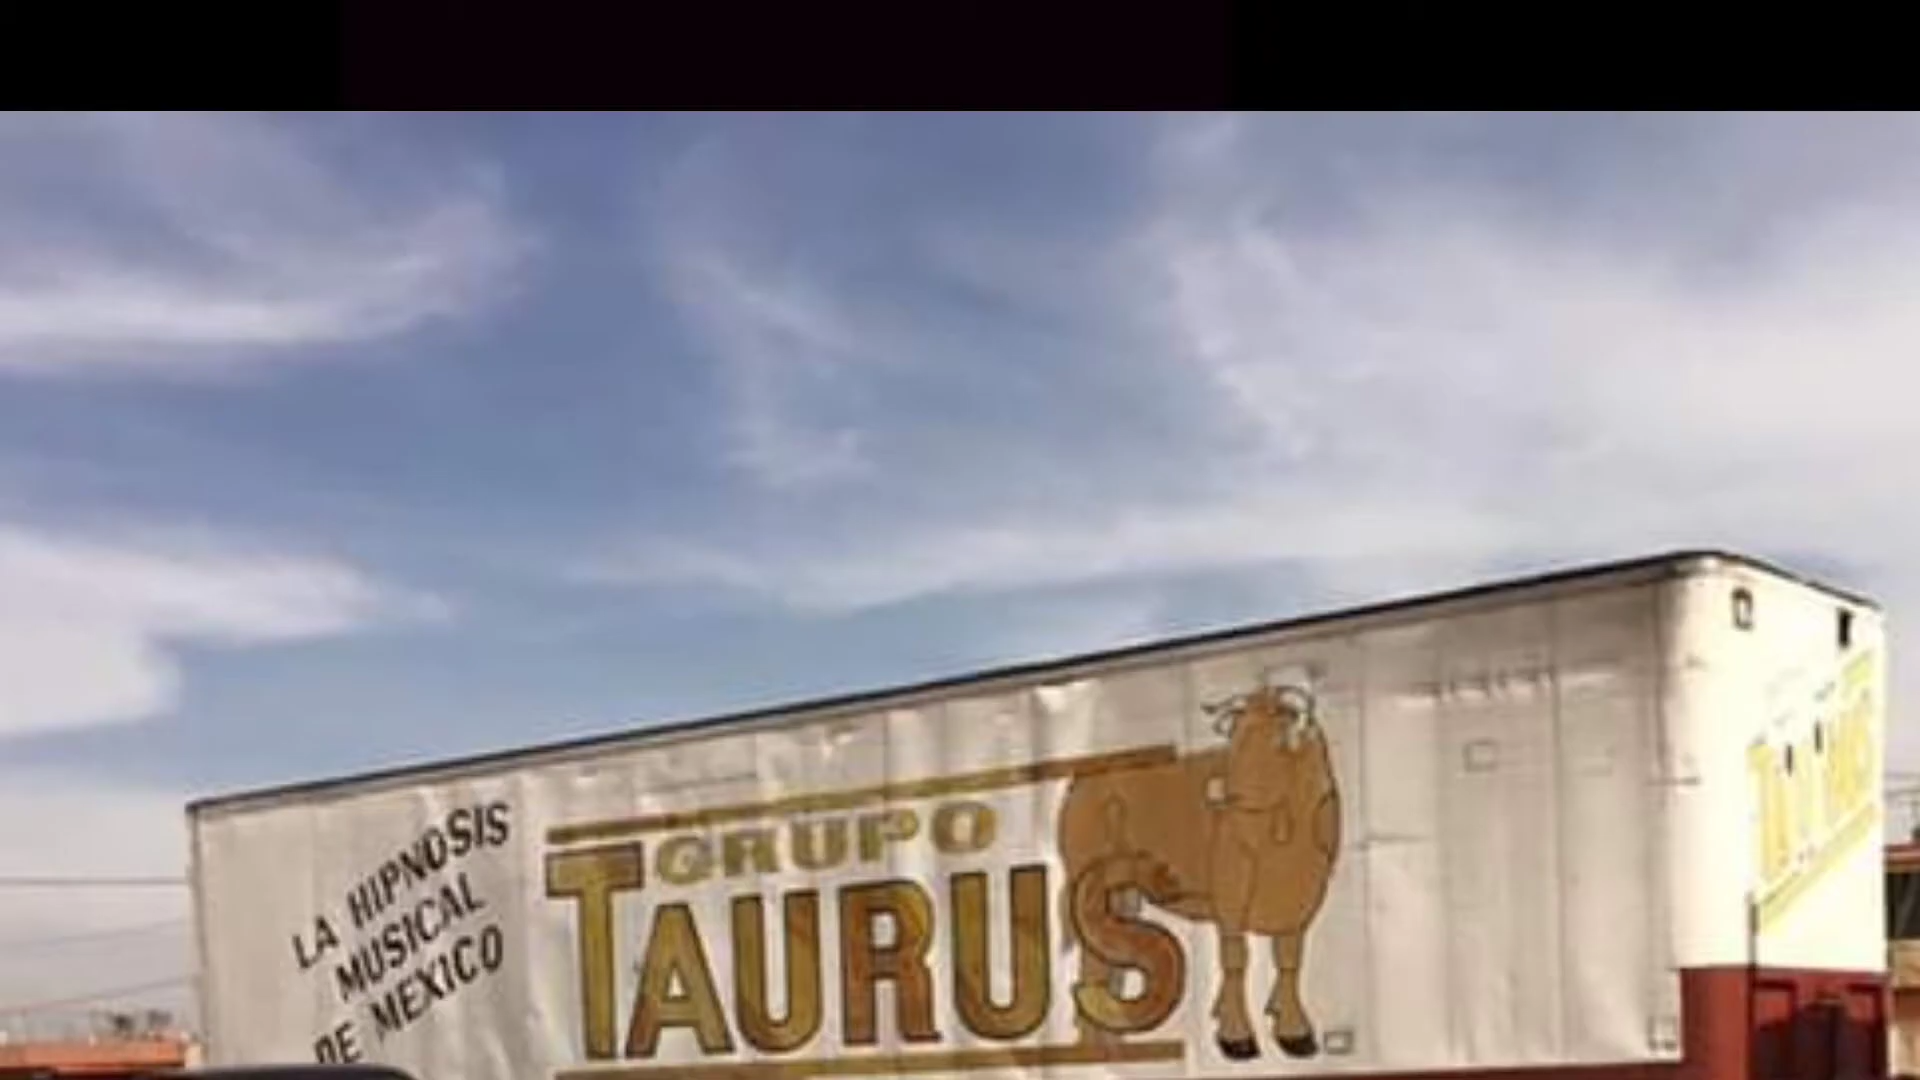 LA HIPNOSIS
MUSICAL
DE MEXICO
GRUPO
TAURUS